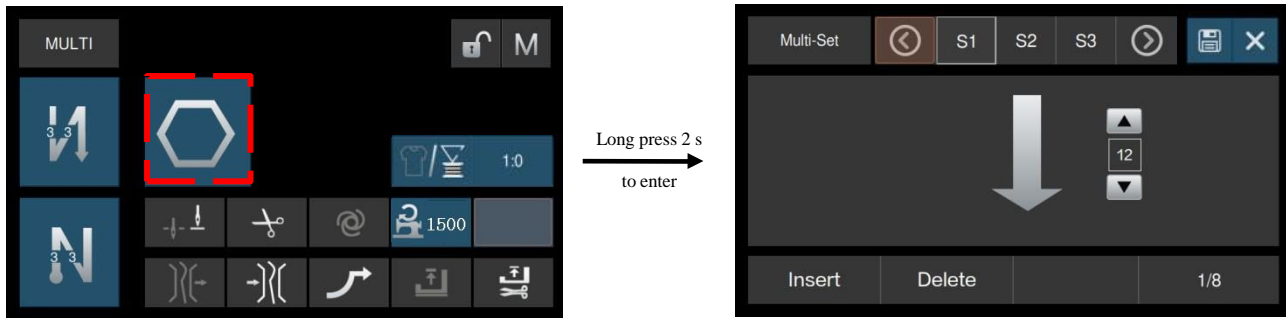 MULTI
M
3 3
1:0
1500
3 3
Long press 2 s
to enter
Multi-Set
S1
S2
S3
12
Insert
Delete
1/8